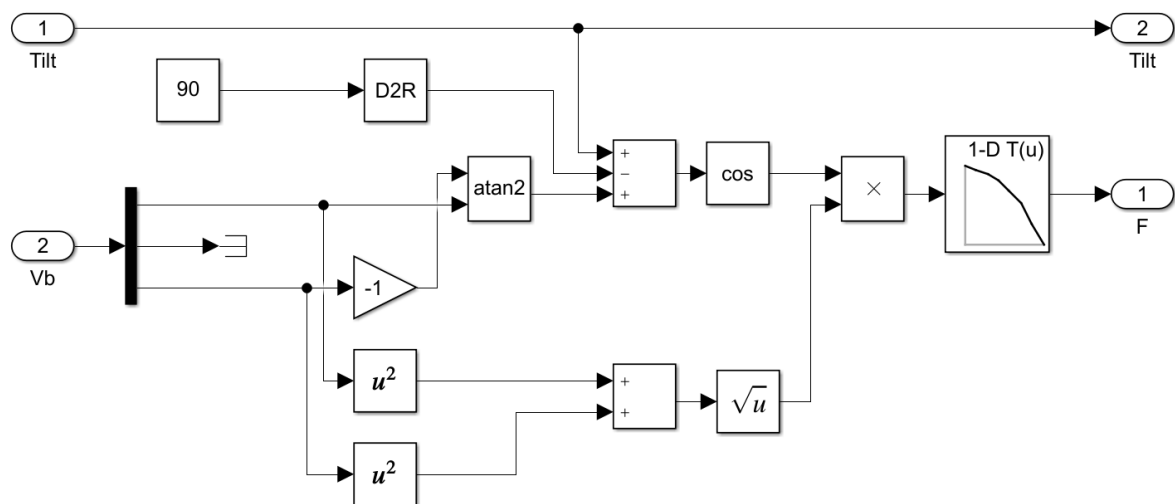 1
Tilt
2
Tilt
90
D2R
1-D T(u)
+
−
+
cos
×
atan2
1
F
2
Vb
-1
u²
+
+
√u
u²